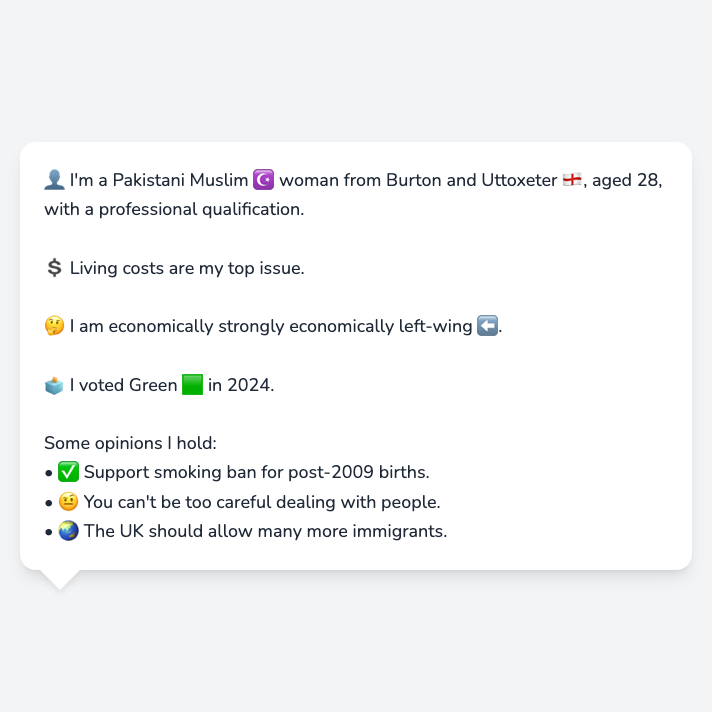 👤 I'm a Pakistani Muslim ☪️ woman from Burton and Uttoxeter 🏴󠁧󠁢󠁥󠁮󠁧󠁿, aged 28,
with a professional qualification.
💲 Living costs are my top issue.
🤔 I am economically strongly economically left-wing ⬅️.
🗳️ I voted Green 🟩 in 2024.
Some opinions I hold:
• ✅ Support smoking ban for post-2009 births.
• 🤨 You can't be too careful dealing with people.
• 🌏 The UK should allow many more immigrants.